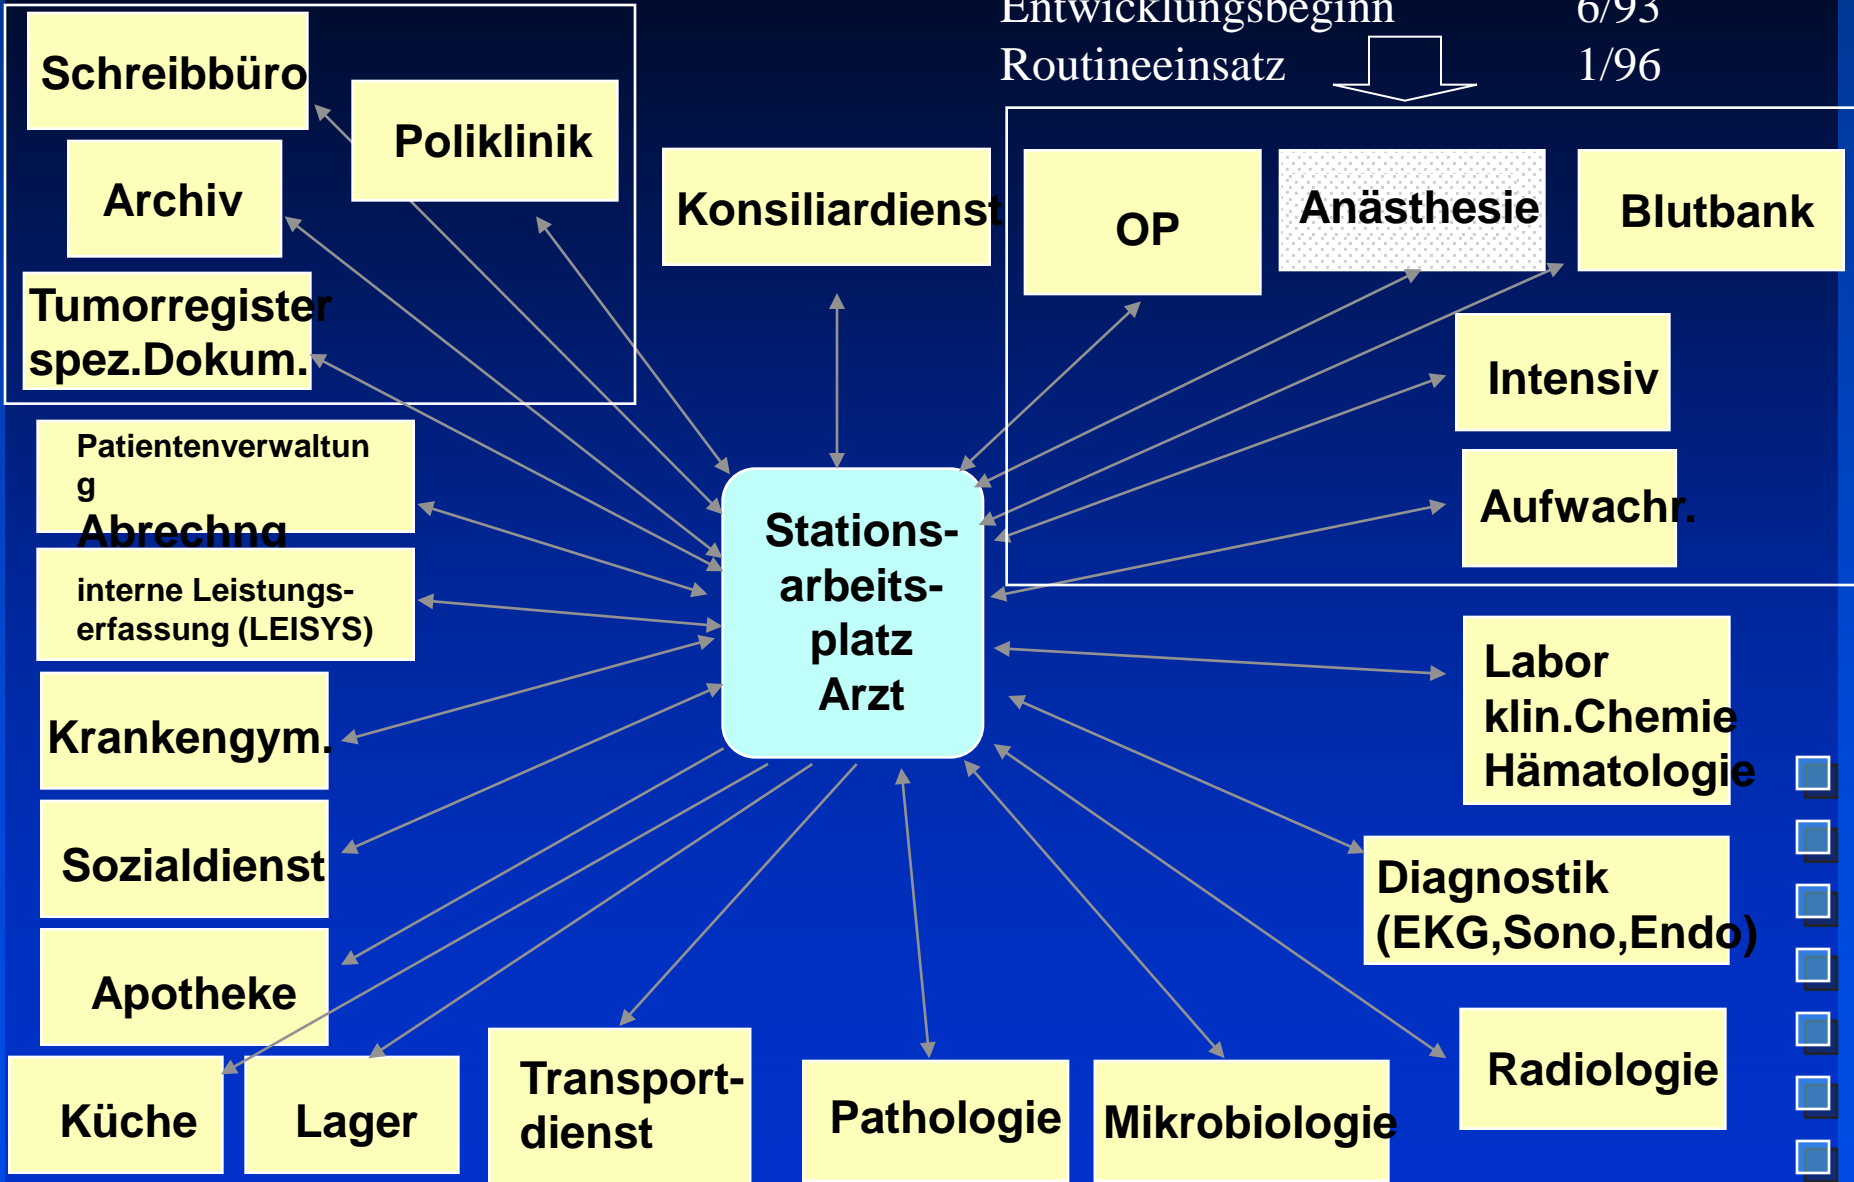 Entwicklungsbeginn 6/93
Routineeinsatz 1/96
Schreibbüro
Poliklinik
Archiv
Tumorregister
spez.Dokum.
Konsiliardienst
OP
Anästhesie
Blutbank
Intensiv
Aufwachr.
Patientenverwaltun
g
Abrechng
interne Leistungs-
erfassung (LEISYS)
Stations-
arbeits-
platz
Arzt
Krankengym.
Sozialdienst
Apotheke
Küche
Lager
Transport-
dienst
Pathologie
Mikrobiologie
Radiologie
Labor
klin.Chemie
Hämatologie
Diagnostik
(EKG,Sono,Endo)